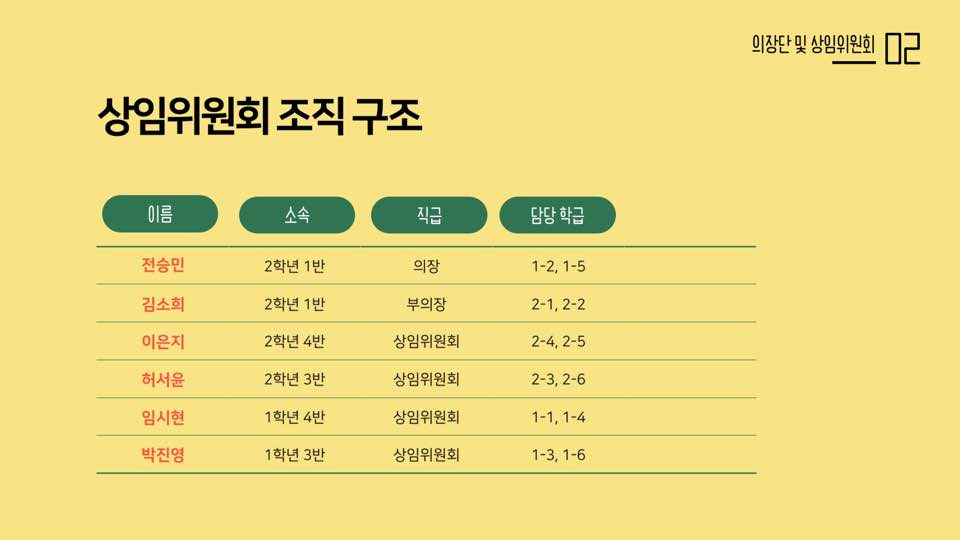 의장단 및 상임위원회 02
상임위원회 조직 구조
이름 소속 직급 담당 학급
전승민 2학년 1반 의장 1-2, 1-5
김소희 2학년 1반 부의장 2-1, 2-2
이은지 2학년 4반 상임위원회 2-4, 2-5
허서윤 2학년 3반 상임위원회 2-3, 2-6
임시현 1학년 4반 상임위원회 1-1, 1-4
박진영 1학년 3반 상임위원회 1-3, 1-6